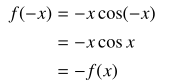 f(−x) = −x cos(−x)
= −x cos x
= −f(x)